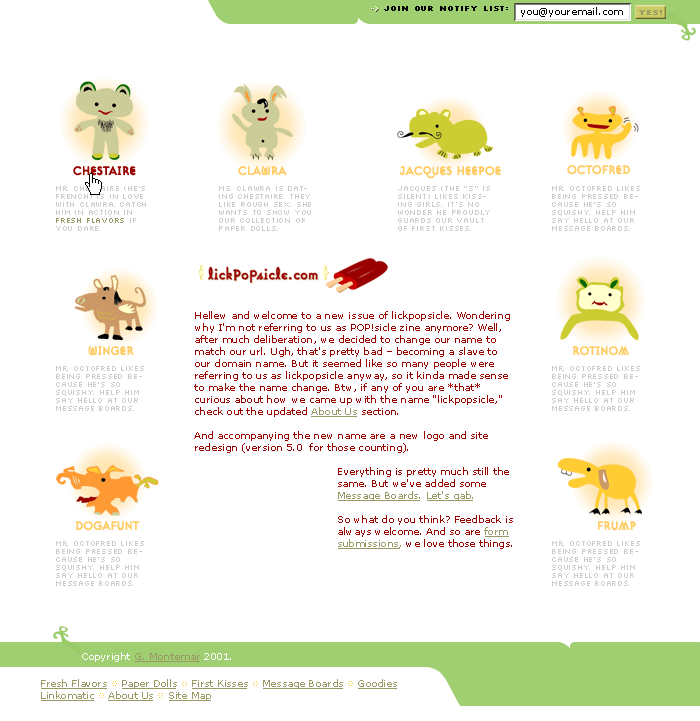 JOIN OUR NOTIFY LIST: you@youremail.com YES!
CHESTAIRE
MR. CHESTAIRE (HE'S
FRENCH) IS IN LOVE
WITH CLAWRA. CATCH
HIM IN ACTION IN
FRESH FLAVORS IF
YOU DARE.
CLAWRA
MS. CLAWRA IS DAT-
ING CHESTAIRE. THEY
LIKE ROUGH SEX. SHE
WANTS TO SHOW YOU
OUR COLLECTION OF
PAPER DOLLS.
JACQUES HEEPOE
JACQUES (THE "S" IS
SILENT) LIKES KISS-
ING GIRLS. IT'S NO
WONDER HE PROUDLY
GUARDS OUR VAULT
OF FIRST KISSES.
OCTOFRED
MR. OCTOFRED LIKES
BEING PRESSED BE-
CAUSE HE'S SO
SQUISHY. HELP HIM
SAY HELLO AT OUR
MESSAGE BOARDS.
WINGER
MR. OCTOFRED LIKES
BEING PRESSED BE-
CAUSE HE'S SO
SQUISHY. HELP HIM
SAY HELLO AT OUR
MESSAGE BOARDS.
lickPoPsicle.com
Hellew and welcome to a new issue of lickpopsicle. Wondering
why I'm not referring to us as POP!sicle zine anymore? Well,
after much deliberation, we decided to change our name to
match our url. Ugh, that's pretty bad - becoming a slave to
our domain name. But it seemed like so many people were
referring to us as lickpopsicle anyway, so it kinda made sense
to make the name change. Btw, if any of you are *that*
curious about how we came up with the name "lickpopsicle,"
check out the updated About Us section.
And accompanying the new name are a new logo and site
redesign (version 5.0 for those counting).
Everything is pretty much still the
same. But we've added some
Message Boards. Let's gab.
So what do you think? Feedback is
always welcome. And so are form
submissions, we love those things.
ROTINOM
MR. OCTOFRED LIKES
BEING PRESSED BE-
CAUSE HE'S SO
SQUISHY. HELP HIM
SAY HELLO AT OUR
MESSAGE BOARDS.
DOGAFUNT
MR. OCTOFRED LIKES
BEING PRESSED BE-
CAUSE HE'S SO
SQUISHY. HELP HIM
SAY HELLO AT OUR
MESSAGE BOARDS.
FRUMP
MR. OCTOFRED LIKES
BEING PRESSED BE-
CAUSE HE'S SO
SQUISHY. HELP HIM
SAY HELLO AT OUR
MESSAGE BOARDS.
Copyright G. Montemar 2001.
Fresh Flavors Paper Dolls First Kisses Message Boards Goodies
Linkomatic About Us Site Map